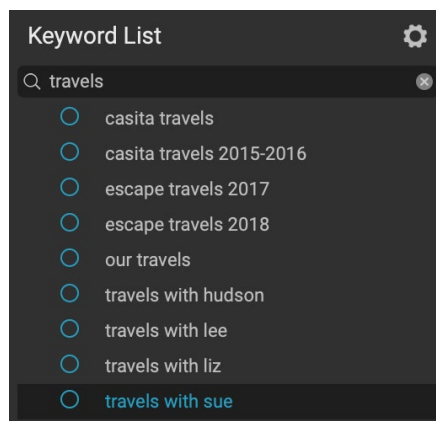 Keyword List
travels
casita travels
casita travels 2015-2016
escape travels 2017
escape travels 2018
our travels
travels with hudson
travels with lee
travels with liz
travels with sue